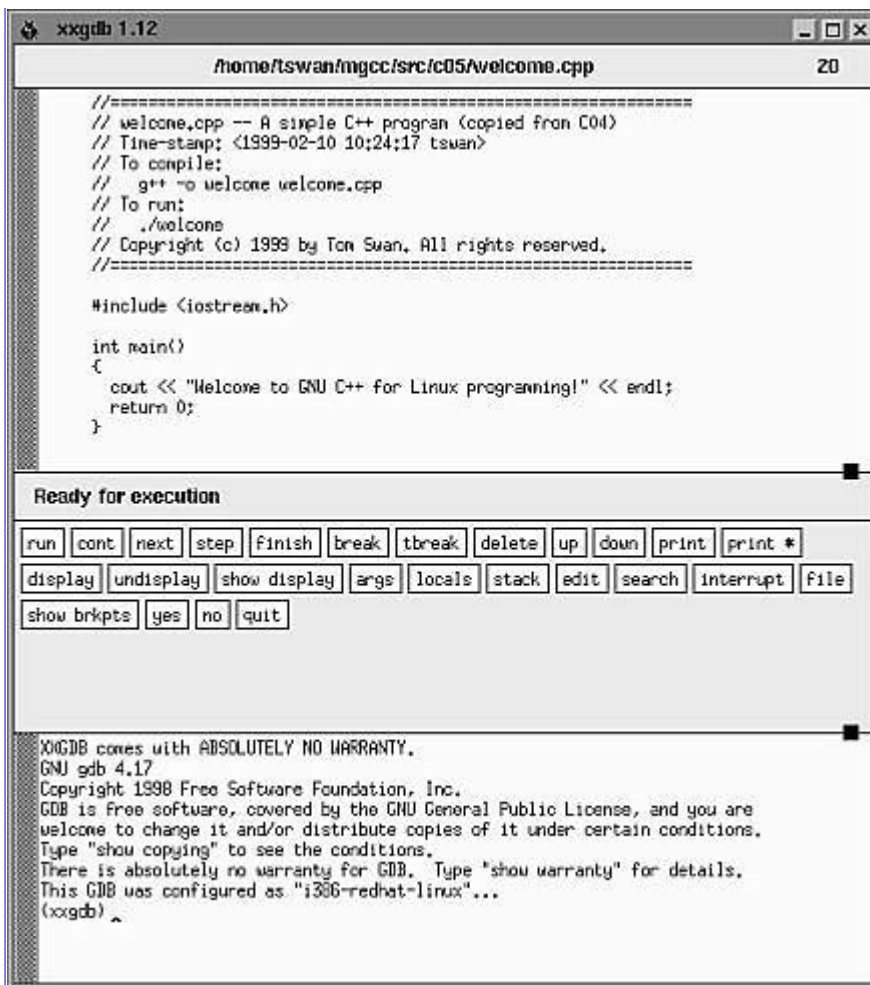 xxgdb 1.12
/home/tswan/mgcc/src/c05/welcome.cpp 20
//=============================================================
// welcome.cpp -- A simple C++ program (copied from C04)
// Time-stamp: <1999-02-10 10:24:17 tswan>
// To compile:
//   g++ -o welcome welcome.cpp
// To run:
//   ./welcome
// Copyright (c) 1999 by Tom Swan. All rights reserved.
//=============================================================
#include <iostream.h>
int main()
{
  cout << "Welcome to GNU C++ for Linux programming!" << endl;
  return 0;
}
Ready for execution
run cont next step finish break tbreak delete up down print print *
display undisplay show display args locals stack edit search interrupt file
show brkpts yes no quit
XXGDB comes with ABSOLUTELY NO WARRANTY.
GNU gdb 4.17
Copyright 1998 Free Software Foundation, Inc.
GDB is free software, covered by the GNU General Public License, and you are
welcome to change it and/or distribute copies of it under certain conditions.
Type "show copying" to see the conditions.
There is absolutely no warranty for GDB.  Type "show warranty" for details.
This GDB was configured as "i386-redhat-linux"...
(xxgdb)